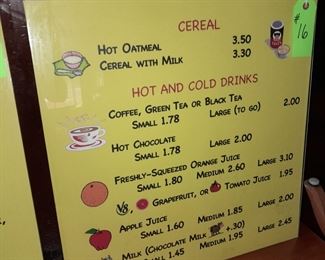 CEREAL
# 16
HOT OATMEAL 3.50
CEREAL WITH MILK 3.30
HOT AND COLD DRINKS
COFFEE, GREEN TEA OR BLACK TEA
SMALL 1.78 LARGE (TO GO) 2.00
HOT CHOCOLATE
SMALL 1.78 LARGE 2.00
FRESHLY-SQUEEZED ORANGE JUICE
SMALL 1.80 MEDIUM 2.60 LARGE 3.10
V8, GRAPEFRUIT, OR TOMATO JUICE 1.95
APPLE JUICE
SMALL 1.60 MEDIUM 1.85 LARGE 2.00
MILK (CHOCOLATE MILK +.30)
SMALL 1.45 MEDIUM 1.95 LARGE 2.45